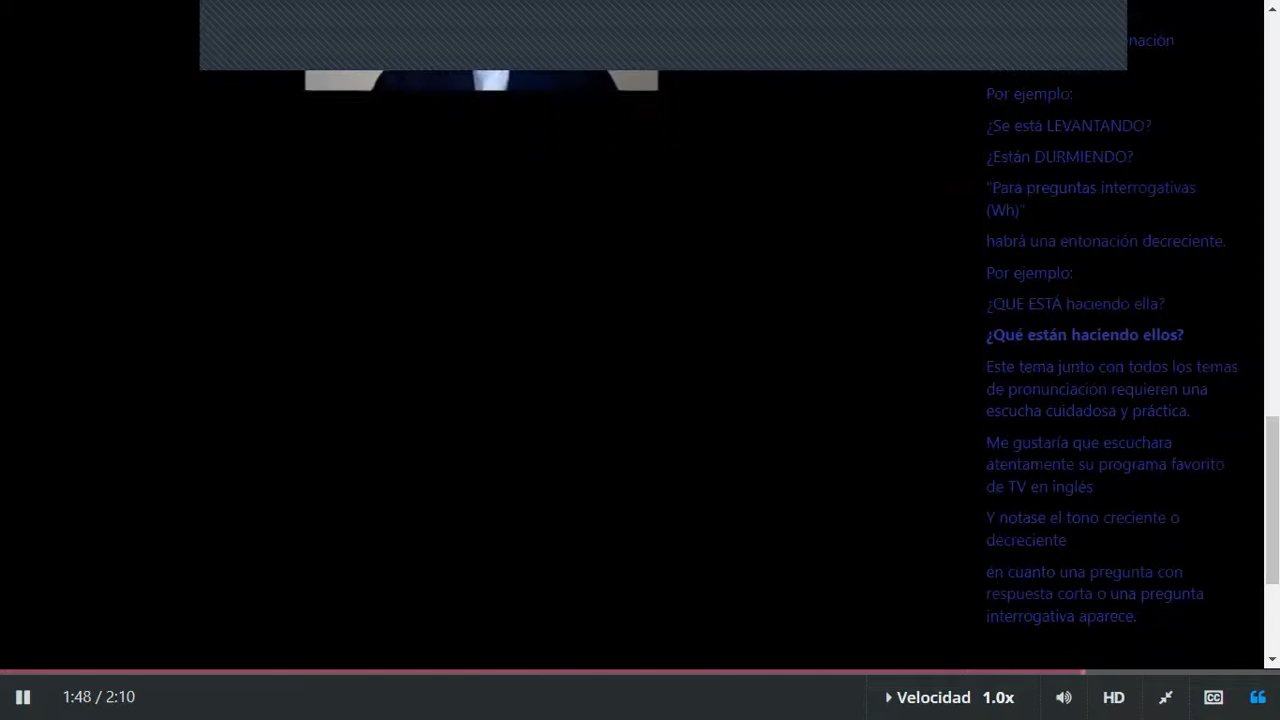 nación
Por ejemplo:
¿Se está LEVANTANDO?
¿Están DURMIENDO?
"Para preguntas interrogativas
(Wh)"
habrá una entonación decreciente.
Por ejemplo:
¿QUE ESTÁ haciendo ella?
¿Qué están haciendo ellos?
Este tema junto con todos los temas
de pronunciación requieren una
escucha cuidadosa y práctica.
Me gustaría que escuchara
atentamente su programa favorito
de TV en inglés
Y notase el tono creciente o
decreciente
en cuanto una pregunta con
respuesta corta o una pregunta
interrogativa aparece.
1:48 / 2:10
Velocidad 1.0x
HD
CC